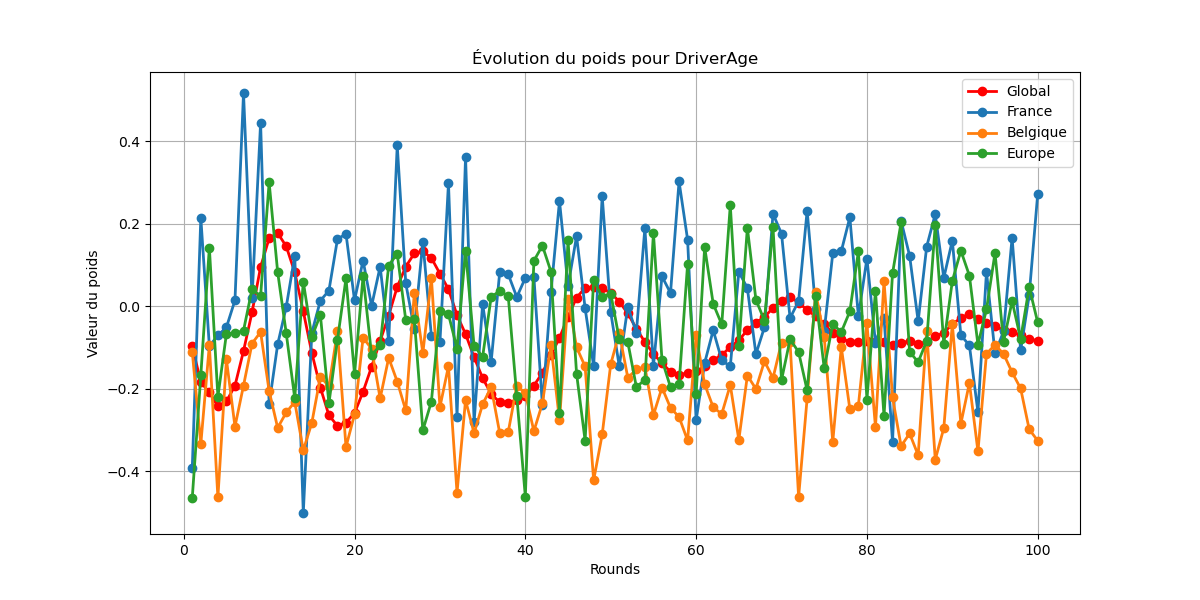 Évolution du poids pour DriverAge
Global
France
Belgique
Europe
0.4
0.2
0.0
−0.2
−0.4
Valeur du poids
0 20 40 60 80 100
Rounds